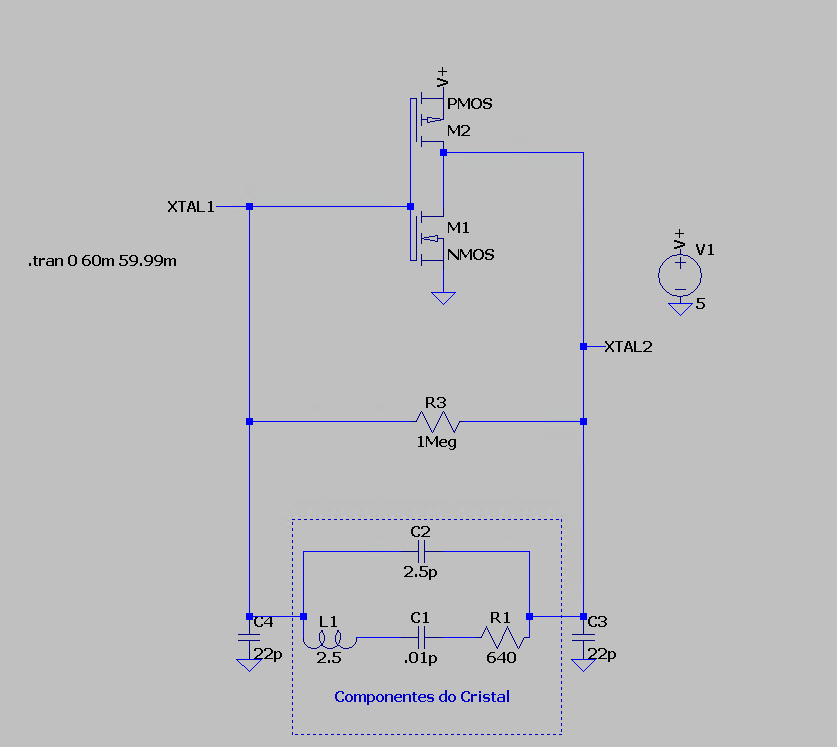 V+
PMOS
M2
XTAL1
M1
NMOS
.tran 0 60m 59.99m
V+
V1
5
XTAL2
R3
1Meg
C2
2.5p
C4
22p
L1
2.5
C1
.01p
R1
640
C3
22p
Componentes do Cristal